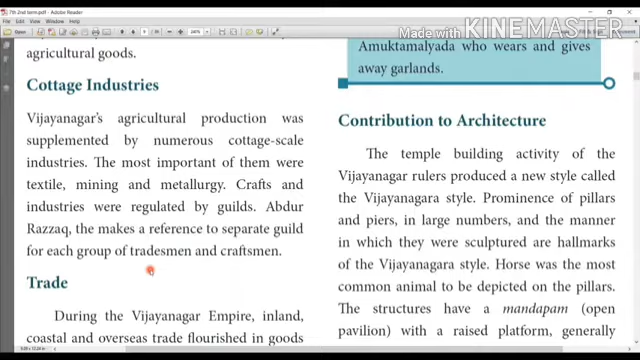 7th 2nd term.pdf - Adobe Reader
Made with KINEMASTER
agricultural goods.
Cottage Industries
Vijayanagar's agricultural production was
supplemented by numerous cottage-scale
industries. The most important of them were
textile, mining and metallurgy. Crafts and
industries were regulated by guilds. Abdur
Razzaq, the makes a reference to separate guild
for each group of tradesmen and craftsmen.
Trade
During the Vijayanagar Empire, inland,
coastal and overseas trade flourished in goods
Amuktamalyada who wears and gives
away garlands.
Contribution to Architecture
The temple building activity of the
Vijayanagar rulers produced a new style called
the Vijayanagara style. Prominence of pillars
and piers, in large numbers, and the manner
in which they were sculptured are hallmarks
of the Vijayanagara style. Horse was the most
common animal to be depicted on the pillars.
The structures have a mandapam (open
pavilion) with a raised platform, generally